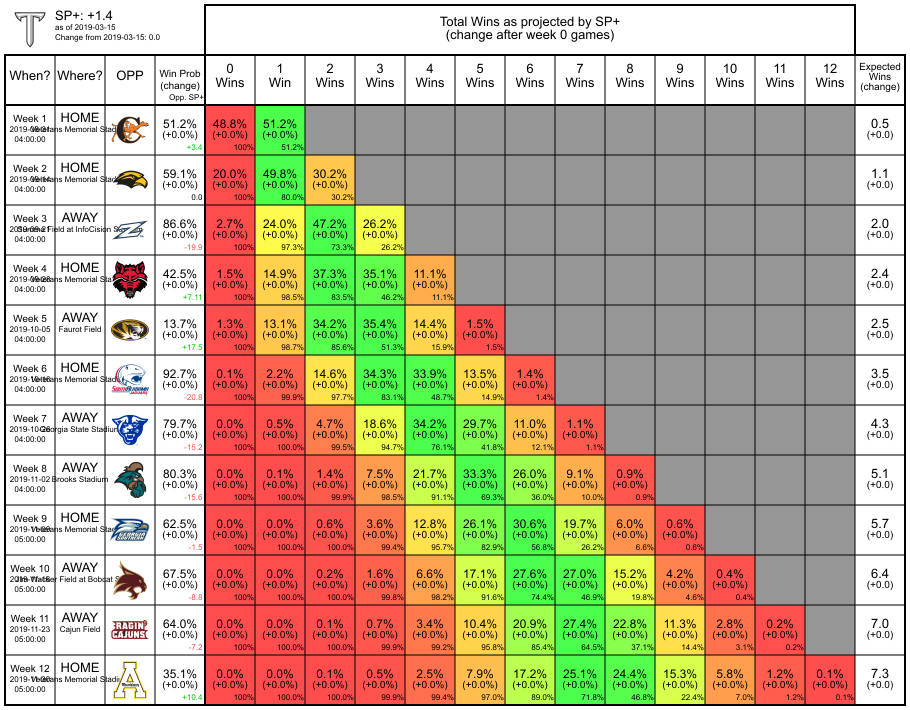 SP+: +1.4
as of 2019-03-15
Change from 2019-03-15: 0.0
Total Wins as projected by SP+
(change after week 0 games)
When? Where? OPP Win Prob (change) Opp. SP+ 0 Wins 1 Win 2 Wins 3 Wins 4 Wins 5 Wins 6 Wins 7 Wins 8 Wins 9 Wins 10 Wins 11 Wins 12 Wins Expected Wins (change)
Week 1 HOME 51.2% 48.8% 51.2% 0.5
Memorial Stad (+0.0%) (+0.0%) (+0.0%) (+0.0)
04:00:00 +3.4 100% 51.2%
Week 2 HOME 59.1% 20.0% 49.8% 30.2% 1.1
Memorial Stad (+0.0%) (+0.0%) (+0.0%) (+0.0%) (+0.0)
04:00:00 0.0 100% 80.0% 30.2%
Week 3 AWAY 86.6% 2.7% 24.0% 47.2% 26.2% 2.0
Field at InfoCision (+0.0%) (+0.0%) (+0.0%) (+0.0%) (+0.0%) (+0.0)
04:00:00 -19.9 100% 97.3% 73.3% 26.2%
Week 4 HOME 42.5% 1.5% 14.9% 37.3% 35.1% 11.1% 2.4
Memorial Sta (+0.0%) (+0.0%) (+0.0%) (+0.0%) (+0.0%) (+0.0%) (+0.0)
04:00:00 +7.11 100% 98.5% 83.5% 46.2% 11.1%
Week 5 AWAY 13.7% 1.3% 13.1% 34.2% 35.4% 14.4% 1.5% 2.5
2019-10-05 Faurot Field (+0.0%) (+0.0%) (+0.0%) (+0.0%) (+0.0%) (+0.0%) (+0.0%) (+0.0)
04:00:00 +17.5 100% 98.7% 85.6% 51.3% 15.9% 1.5%
Week 6 HOME 92.7% 0.1% 2.2% 14.6% 34.3% 33.9% 13.5% 1.4% 3.5
Memorial Stad (+0.0%) (+0.0%) (+0.0%) (+0.0%) (+0.0%) (+0.0%) (+0.0%) (+0.0%) (+0.0)
04:00:00 SOUTH ALABAMA JAGUARS -20.8 100% 99.9% 97.7% 83.1% 48.7% 14.9% 1.4%
Week 7 AWAY 79.7% 0.0% 0.5% 4.7% 18.6% 34.2% 29.7% 11.0% 1.1% 4.3
Georgia State Stadium (+0.0%) (+0.0%) (+0.0%) (+0.0%) (+0.0%) (+0.0%) (+0.0%) (+0.0%) (+0.0%) (+0.0)
04:00:00 -15.2 100% 100.0% 99.5% 94.7% 76.1% 41.8% 12.1% 1.1%
Week 8 AWAY 80.3% 0.0% 0.1% 1.4% 7.5% 21.7% 33.3% 26.0% 9.1% 0.9% 5.1
2019-11-02 Brooks Stadium (+0.0%) (+0.0%) (+0.0%) (+0.0%) (+0.0%) (+0.0%) (+0.0%) (+0.0%) (+0.0%) (+0.0%) (+0.0)
04:00:00 -15.6 100% 100.0% 99.9% 98.5% 91.1% 69.3% 36.0% 10.0% 0.9%
Week 9 HOME 62.5% 0.0% 0.0% 0.6% 3.6% 12.8% 26.1% 30.6% 19.7% 6.0% 0.6% 5.7
Memorial Stad (+0.0%) (+0.0%) (+0.0%) (+0.0%) (+0.0%) (+0.0%) (+0.0%) (+0.0%) (+0.0%) (+0.0%) (+0.0%) (+0.0)
05:00:00 GEORGIA SOUTHERN -1.5 100% 100.0% 100.0% 99.4% 95.7% 82.9% 56.8% 26.2% 6.6% 0.6%
Week 10 AWAY 67.5% 0.0% 0.0% 0.2% 1.6% 6.6% 17.1% 27.6% 27.0% 15.2% 4.2% 0.4% 6.4
Field at Bobcat (+0.0%) (+0.0%) (+0.0%) (+0.0%) (+0.0%) (+0.0%) (+0.0%) (+0.0%) (+0.0%) (+0.0%) (+0.0%) (+0.0%) (+0.0)
05:00:00 -8.8 100% 100.0% 100.0% 99.8% 98.2% 91.6% 74.4% 46.9% 19.8% 4.6% 0.4%
Week 11 AWAY 64.0% 0.0% 0.0% 0.1% 0.7% 3.4% 10.4% 20.9% 27.4% 22.8% 11.3% 2.8% 0.2% 7.0
2019-11-23 Cajun Field RAGIN' CAJUNS (+0.0%) (+0.0%) (+0.0%) (+0.0%) (+0.0%) (+0.0%) (+0.0%) (+0.0%) (+0.0%) (+0.0%) (+0.0%) (+0.0%) (+0.0%) (+0.0)
05:00:00 -7.2 100% 100.0% 100.0% 99.9% 99.2% 95.8% 85.4% 64.5% 37.1% 14.4% 3.1% 0.2%
Week 12 HOME 35.1% 0.0% 0.0% 0.1% 0.5% 2.5% 7.9% 17.2% 25.1% 24.4% 15.3% 5.8% 1.2% 0.1% 7.3
Memorial Stad (+0.0%) (+0.0%) (+0.0%) (+0.0%) (+0.0%) (+0.0%) (+0.0%) (+0.0%) (+0.0%) (+0.0%) (+0.0%) (+0.0%) (+0.0%) (+0.0%) (+0.0)
05:00:00 +10.4 100% 100.0% 100.0% 99.9% 99.4% 97.0% 89.0% 71.8% 46.8% 22.4% 7.0% 1.2% 0.1%